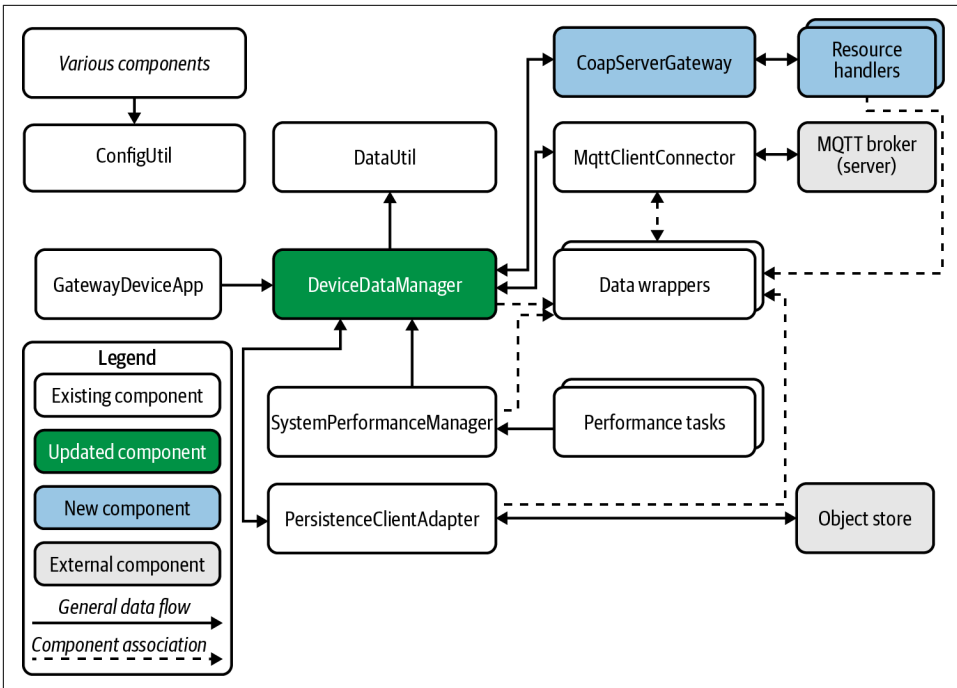 Various components
ConfigUtil
DataUtil
CoapServerGateway
Resource
handlers
MqttClientConnector
MQTT broker
(server)
GatewayDeviceApp
DeviceDataManager
Data wrappers
Legend
Existing component
Updated component
New component
External component
General data flow
Component association
SystemPerformanceManager
Performance tasks
PersistenceClientAdapter
Object store